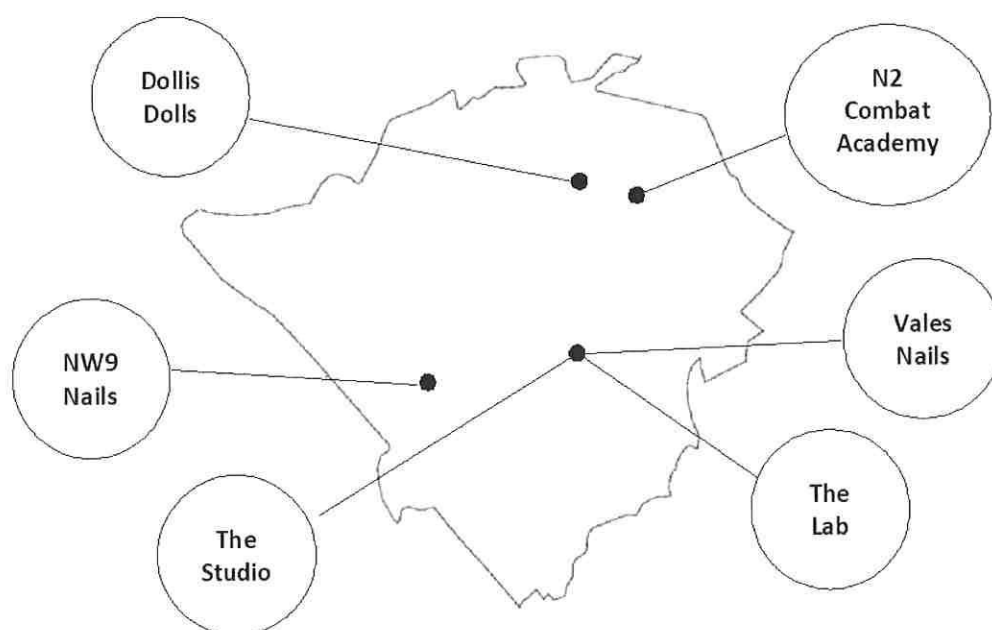 Dollis
Dolls
N2
Combat
Academy
NW9
Nails
Vales
Nails
The
Studio
The
Lab